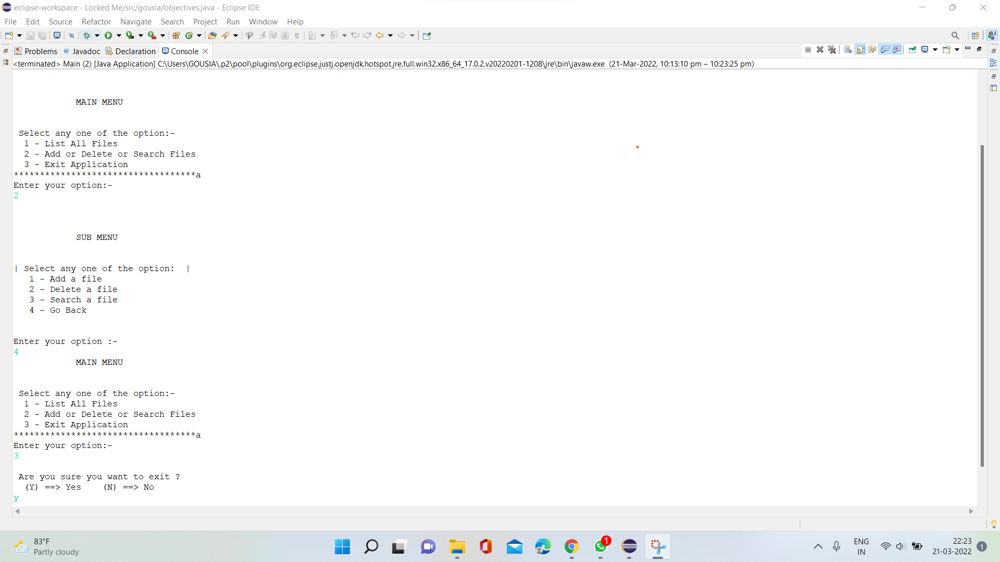 eclipse-workspace - Locked Me/src/gousia/objectives.java - Eclipse IDE
File Edit Source Refactor Navigate Search Project Run Window Help
Problems @ Javadoc Declaration Console
<terminated> Main (2) [Java Application] C:\Users\GOUSIA\.p2\pool\plugins\org.eclipse.justj.openjdk.hotspot.jre.full.win32.x86_64_17.0.2.v20220201-1208\jre\bin\javaw.exe (21-Mar-2022, 10:13:10 pm – 10:23:25 pm)
MAIN MENU
Select any one of the option:-
1 - List All Files
2 - Add or Delete or Search Files
3 - Exit Application
***********************************a
Enter your option:-
2
SUB MENU
| Select any one of the option: |
1 - Add a file
2 - Delete a file
3 - Search a file
4 - Go Back
Enter your option :-
4
MAIN MENU
Select any one of the option:-
1 - List All Files
2 - Add or Delete or Search Files
3 - Exit Application
***********************************a
Enter your option:-
3
Are you sure you want to exit ?
(Y) ==> Yes (N) ==> No
y
83°F
Partly cloudy
1
ENG
IN
22:23
21-03-2022
1